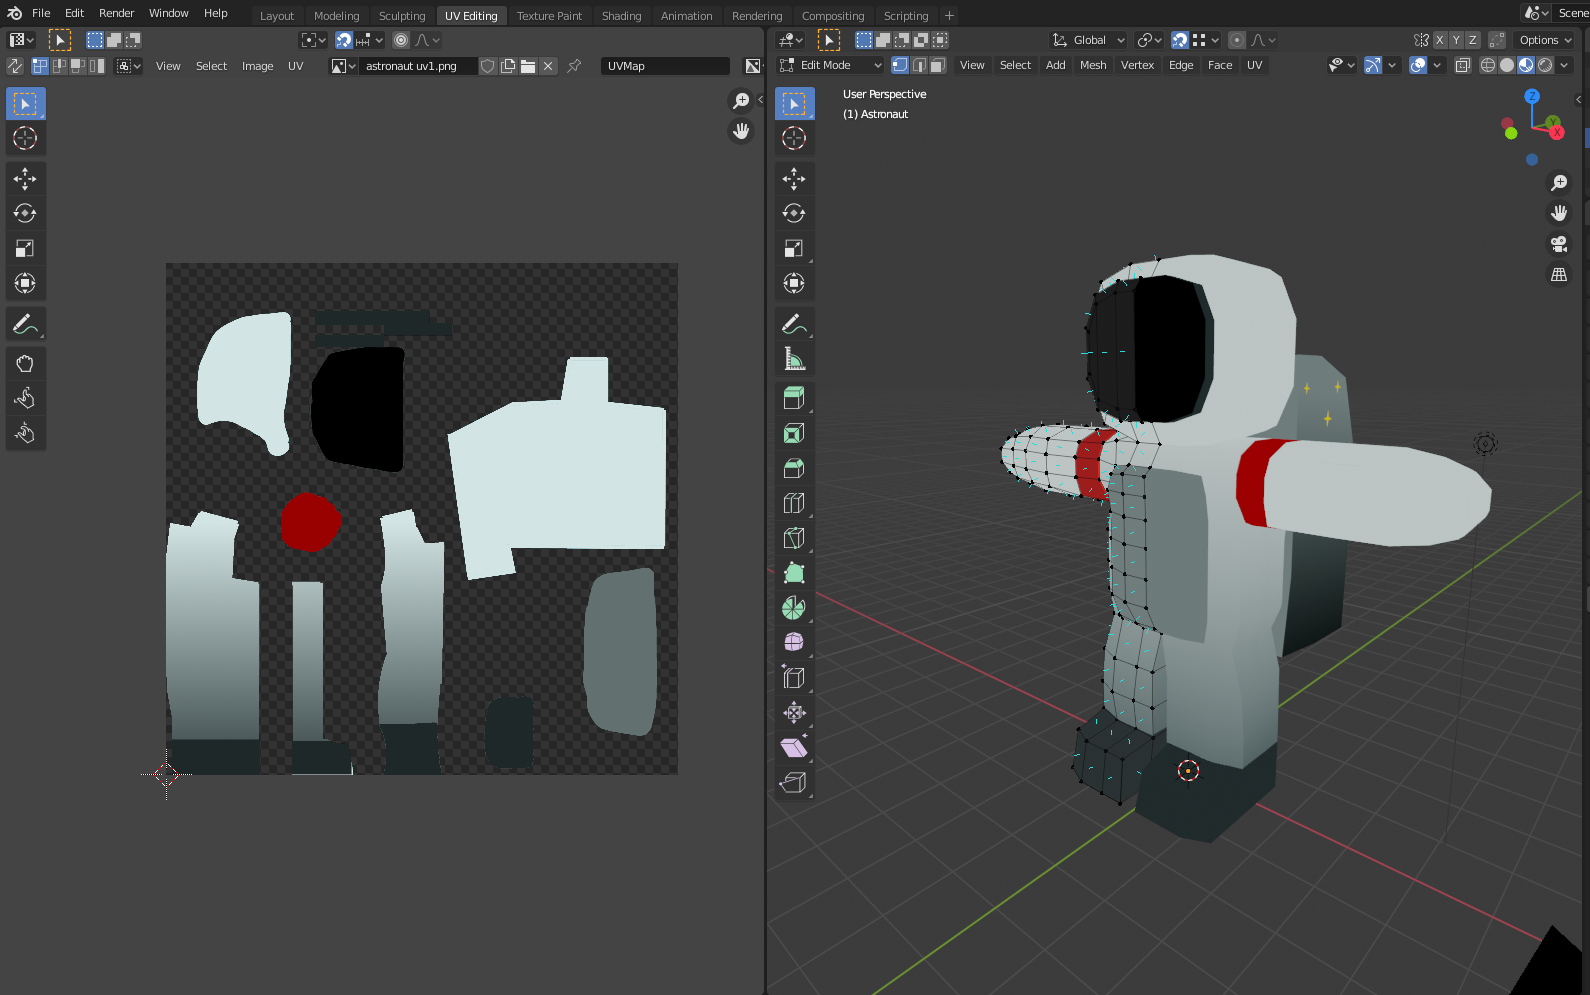 File Edit Render Window Help Layout Modeling Sculpting UV Editing Texture Paint Shading Animation Rendering Compositing Scripting + Scene
Global X Y Z Options
View Select Image UV astronaut uv1.png UVMap
Edit Mode View Select Add Mesh Vertex Edge Face UV
User Perspective
(1) Astronaut
Z
Y
X